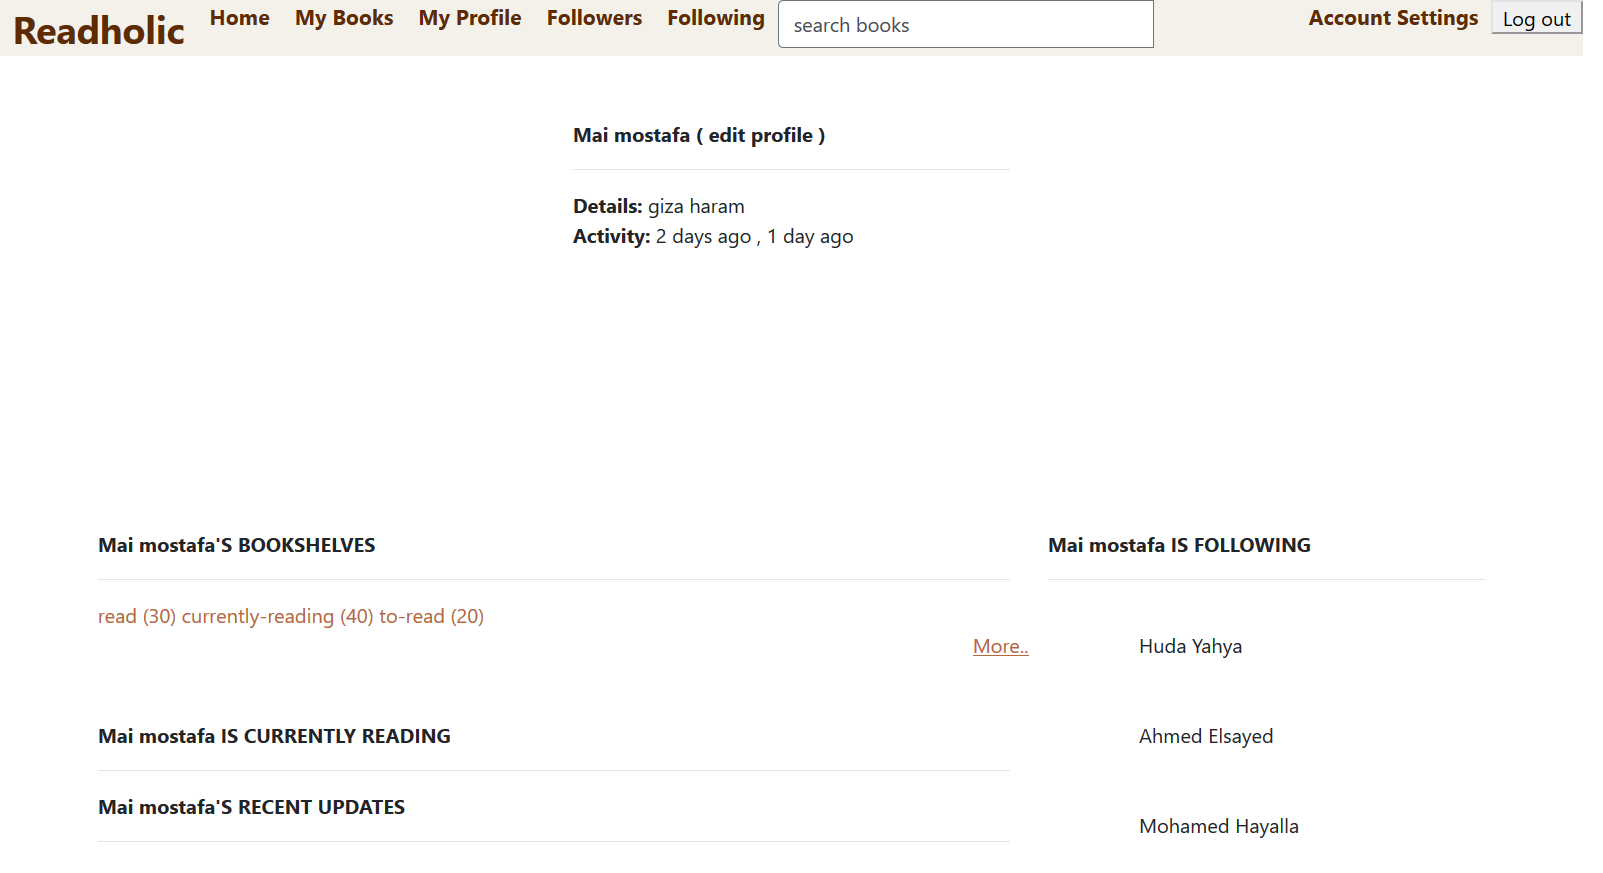 Readholic Home My Books My Profile Followers Following search books Account Settings Log out
Mai mostafa ( edit profile )
Details: giza haram
Activity: 2 days ago , 1 day ago
Mai mostafa'S BOOKSHELVES
read (30) currently-reading (40) to-read (20)
More..
Mai mostafa IS CURRENTLY READING
Mai mostafa'S RECENT UPDATES
Mai mostafa IS FOLLOWING
Huda Yahya
Ahmed Elsayed
Mohamed Hayalla